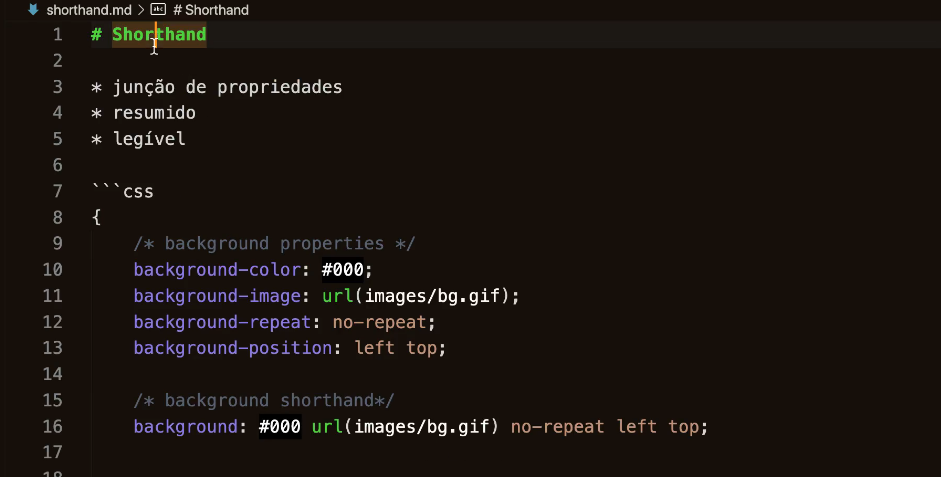 shorthand.md > abc # Shorthand
1 # Shorthand
2
3 * junção de propriedades
4 * resumido
5 * legível
6
7 ```css
8 {
9 /* background properties */
10 background-color: #000;
11 background-image: url(images/bg.gif);
12 background-repeat: no-repeat;
13 background-position: left top;
14
15 /* background shorthand*/
16 background: #000 url(images/bg.gif) no-repeat left top;
17
18